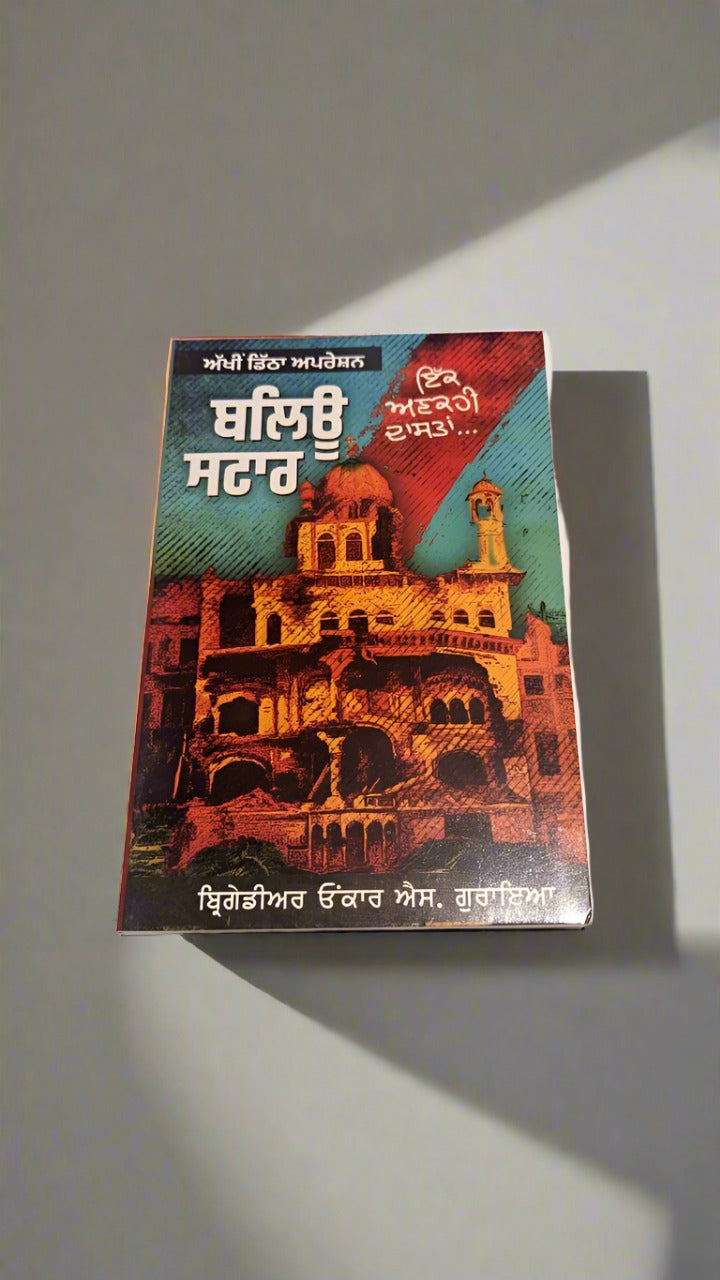 ਅੱਖੀਂ ਡਿੱਠਾ ਅਪਰੇਸ਼ਨ
ਬਲਿਊ
ਸਟਾਰ
ਇੱਕ
ਅਣਕਹੀ
ਦਾਸਤਾਂ...
ਬ੍ਰਿਗੇਡੀਅਰ ਓਂਕਾਰ ਐਸ. ਗੁਰਾਇਆ